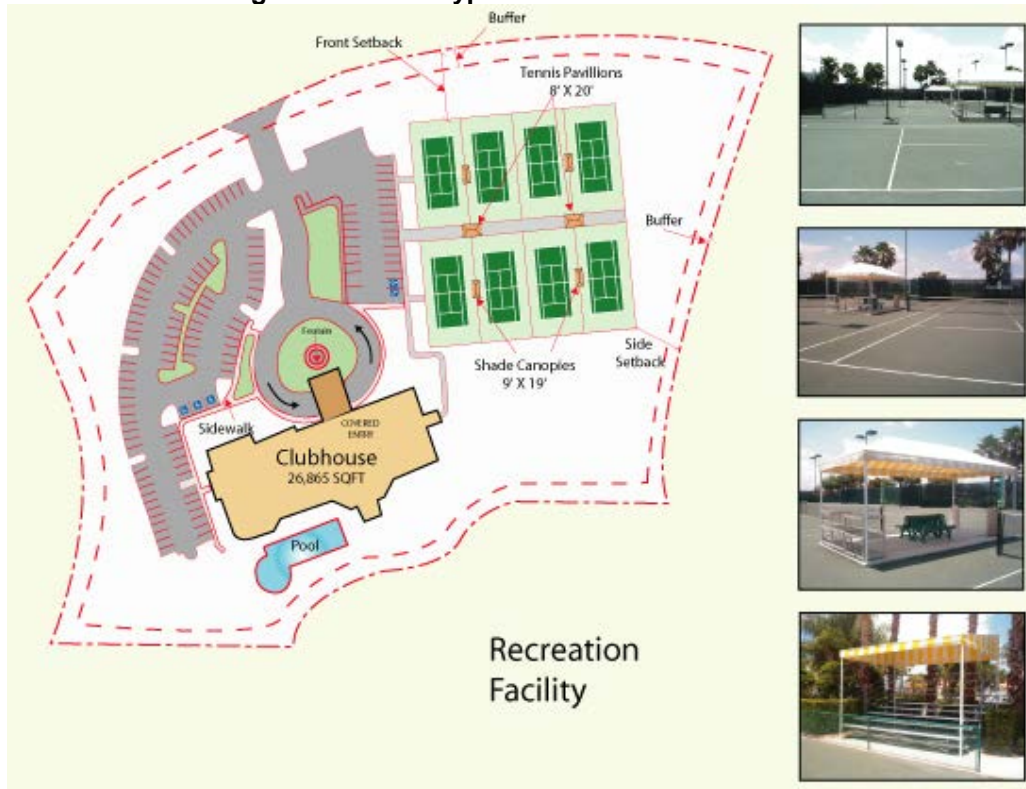 Buffer
Front Setback
Tennis Pavillions
8' X 20'
Buffer
Fountain
Side
Setback
Shade Canopies
9' X 19'
Sidewalk
COVERED
ENTRY
Clubhouse
26,865 SQFT
Pool
Recreation
Facility